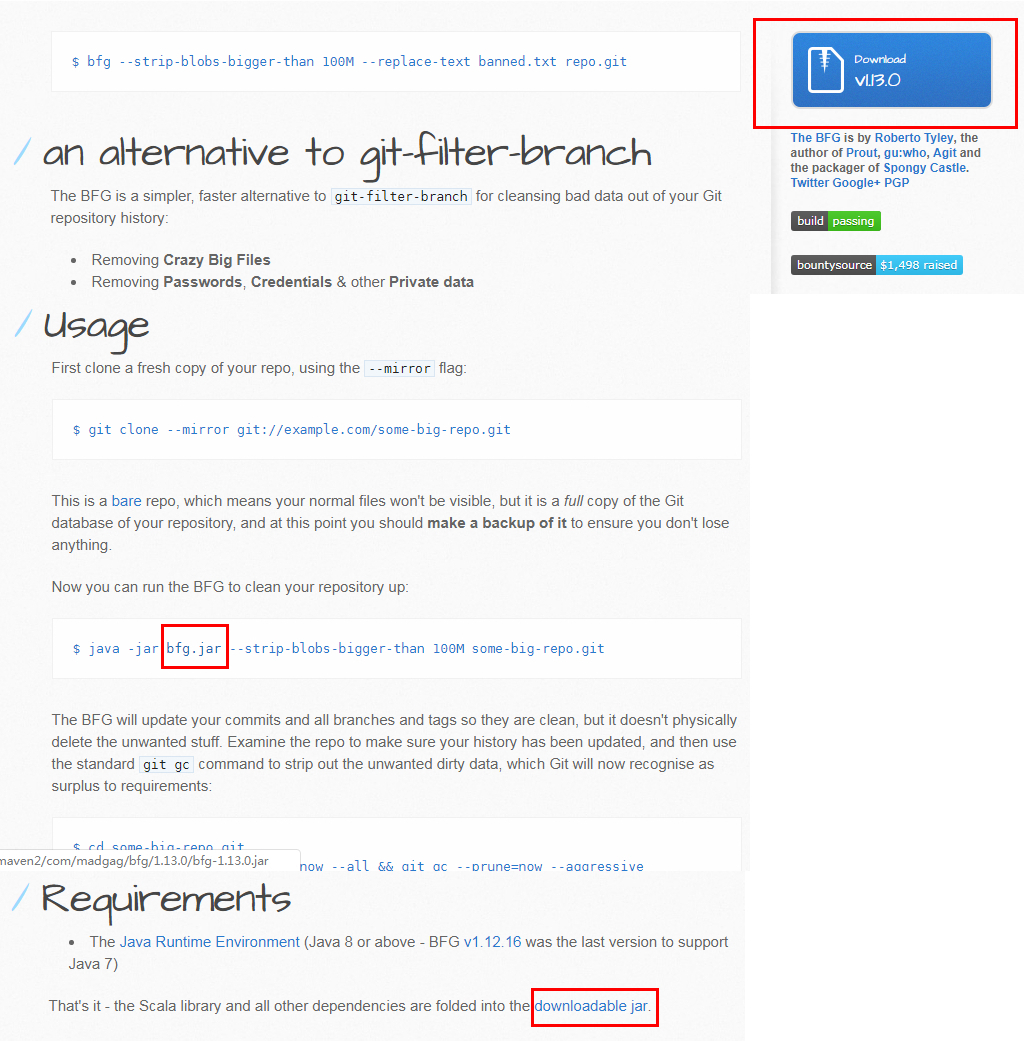 $ bfg --strip-blobs-bigger-than 100M --replace-text banned.txt repo.git
Download
v1.13.0
The BFG is by Roberto Tyley, the
author of Prout, gu:who, Agit and
the packager of Spongy Castle.
Twitter Google+ PGP
build passing
bountysource $1,498 raised
an alternative to git-filter-branch
The BFG is a simpler, faster alternative to git-filter-branch for cleansing bad data out of your Git
repository history:
• Removing Crazy Big Files
• Removing Passwords, Credentials & other Private data
Usage
First clone a fresh copy of your repo, using the --mirror flag:
$ git clone --mirror git://example.com/some-big-repo.git
This is a bare repo, which means your normal files won't be visible, but it is a full copy of the Git
database of your repository, and at this point you should make a backup of it to ensure you don't lose
anything.
Now you can run the BFG to clean your repository up:
$ java -jar bfg.jar --strip-blobs-bigger-than 100M some-big-repo.git
The BFG will update your commits and all branches and tags so they are clean, but it doesn't physically
delete the unwanted stuff. Examine the repo to make sure your history has been updated, and then use
the standard git gc command to strip out the unwanted dirty data, which Git will now recognise as
surplus to requirements:
$ cd some-big-repo.git
maven2/com/madgag/bfg/1.13.0/bfg-1.13.0.jar
now --all && git gc --prune=now --aggressive
Requirements
• The Java Runtime Environment (Java 8 or above - BFG v1.12.16 was the last version to support
Java 7)
That's it - the Scala library and all other dependencies are folded into the downloadable jar.